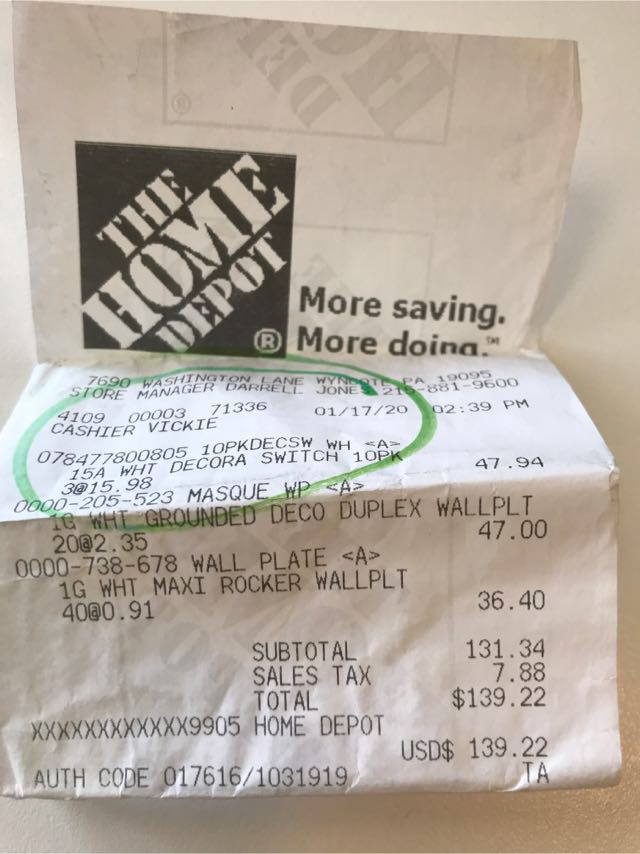 THE
HOME
DEPOT
®
More saving.
More doing.™
7690 WASHINGTON LANE WYNCOTE PA 19095
STORE MANAGER DARRELL JONES 215-881-9600
4109 00003 71336 01/17/20 02:39 PM
CASHIER VICKIE
078477800805 10PKDECSW WH <A>
15A WHT DECORA SWITCH 10PK
3@15.98 47.94
0000-205-523 MASQUE WP <A>
1G WHT GROUNDED DECO DUPLEX WALLPLT
20@2.35 47.00
0000-738-678 WALL PLATE <A>
1G WHT MAXI ROCKER WALLPLT
40@0.91 36.40
SUBTOTAL 131.34
SALES TAX 7.88
TOTAL $139.22
XXXXXXXXXXXX9905 HOME DEPOT
USD$ 139.22
AUTH CODE 017616/1031919 TA